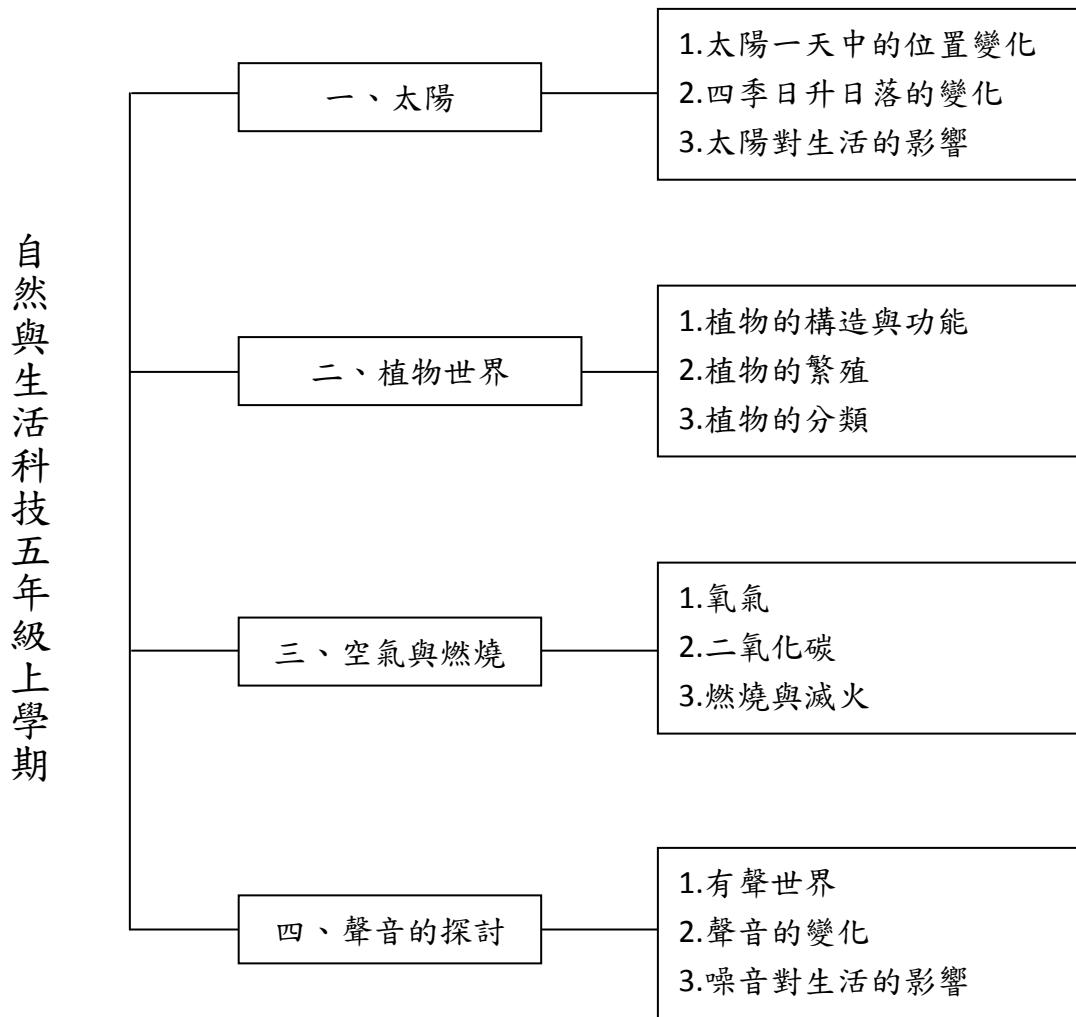 自然與生活科技五年級上學期
一、太陽
1.太陽一天中的位置變化
2.四季日升日落的變化
3.太陽對生活的影響
二、植物世界
1.植物的構造與功能
2.植物的繁殖
3.植物的分類
三、空氣與燃燒
1.氧氣
2.二氧化碳
3.燃燒與滅火
四、聲音的探討
1.有聲世界
2.聲音的變化
3.噪音對生活的影響